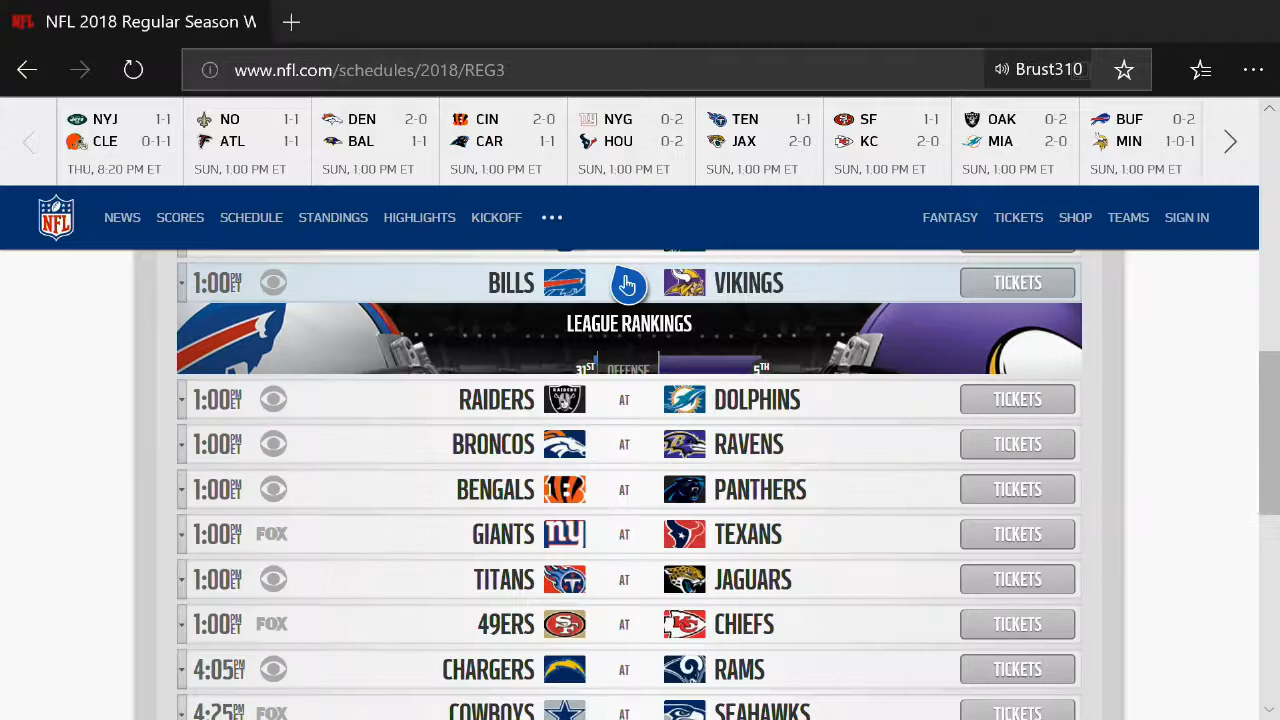 NFL 2018 Regular Season W
www.nfl.com/schedules/2018/REG3
Brust310
NYJ 1-1
CLE 0-1-1
THU, 8:20 PM ET
NO 1-1
ATL 1-1
SUN, 1:00 PM ET
DEN 2-0
BAL 1-1
SUN, 1:00 PM ET
CIN 2-0
CAR 1-1
SUN, 1:00 PM ET
NYG 0-2
HOU 0-2
SUN, 1:00 PM ET
TEN 1-1
JAX 2-0
SUN, 1:00 PM ET
SF 1-1
KC 2-0
SUN, 1:00 PM ET
OAK 0-2
MIA 2-0
SUN, 1:00 PM ET
BUF 0-2
MIN 1-0-1
SUN, 1:00 PM ET
NFL NEWS SCORES SCHEDULE STANDINGS HIGHLIGHTS KICKOFF ••• FANTASY TICKETS SHOP TEAMS SIGN IN
1:00 PM ET BILLS VIKINGS TICKETS
LEAGUE RANKINGS
31ST OFFENSE 5TH
1:00 PM ET RAIDERS AT DOLPHINS TICKETS
1:00 PM ET BRONCOS AT RAVENS TICKETS
1:00 PM ET BENGALS AT PANTHERS TICKETS
1:00 PM ET FOX GIANTS ny AT TEXANS TICKETS
1:00 PM ET TITANS AT JAGUARS TICKETS
1:00 PM ET FOX 49ERS SF AT KC CHIEFS TICKETS
4:05 PM ET CHARGERS AT RAMS TICKETS
4:25 PM ET FOX COWBOYS AT SEAHAWKS TICKETS